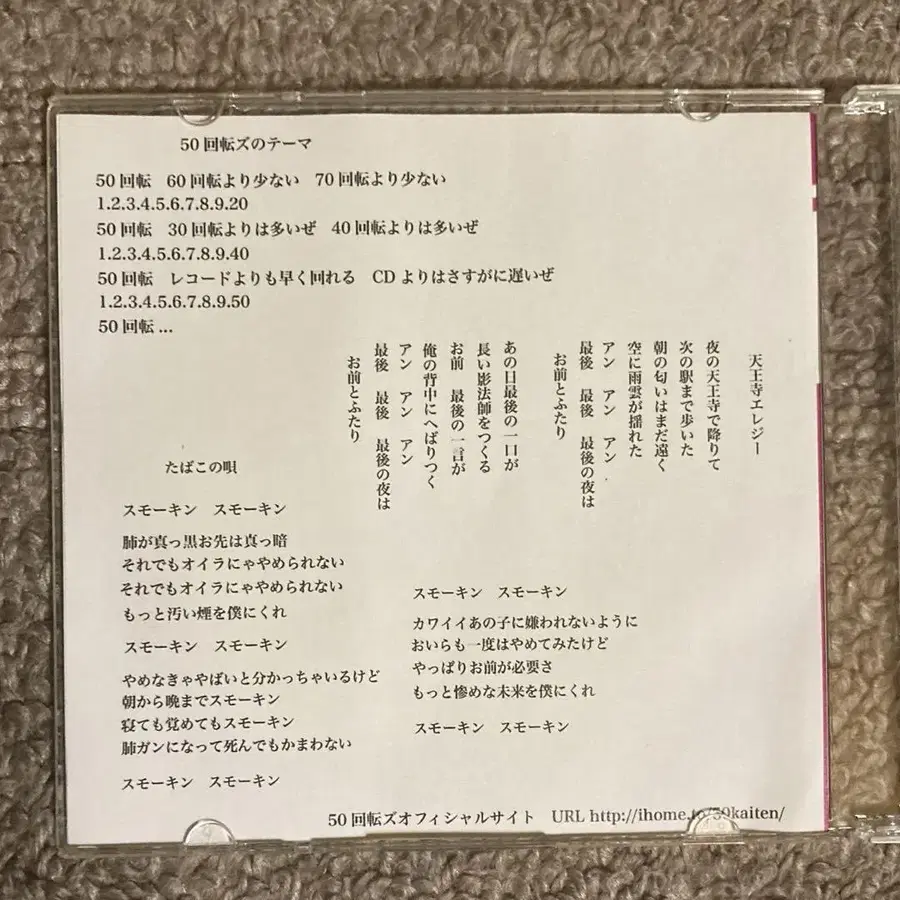 50回転ズのテーマ
50回転　60回転より少ない　70回転より少ない
1.2.3.4.5.6.7.8.9.20
50回転　30回転よりは多いぜ　40回転よりは多いぜ
1.2.3.4.5.6.7.8.9.40
50回転　レコードよりも早く回れる　CDよりはさすがに遅いぜ
1.2.3.4.5.6.7.8.9.50
50回転...
天王寺エレジー
夜の天王寺で降りて
次の駅まで歩いた
朝の匂いはまだ遠く
空に雨雲が揺れた
アン　アン　アン
最後　最後　最後の夜は
お前とふたり
あの日最後の一口が
長い影法師をつくる
お前　最後の一言が
俺の背中にへばりつく
アン　アン　アン
最後　最後　最後の夜は
お前とふたり
たばこの唄
スモーキン　スモーキン
肺が真っ黒お先は真っ暗
それでもオイラにゃやめられない
それでもオイラにゃやめられない
もっと汚い煙を僕にくれ
スモーキン　スモーキン
やめなきゃやばいと分かっちゃいるけど
朝から晩までスモーキン
寝ても覚めてもスモーキン
肺ガンになって死んでもかまわない
スモーキン　スモーキン
スモーキン　スモーキン
カワイイあの子に嫌われないように
おいらも一度はやめてみたけど
やっぱりお前が必要さ
もっと惨めな未来を僕にくれ
スモーキン　スモーキン
50回転ズオフィシャルサイト　URL http://ihome.to/50kaiten/